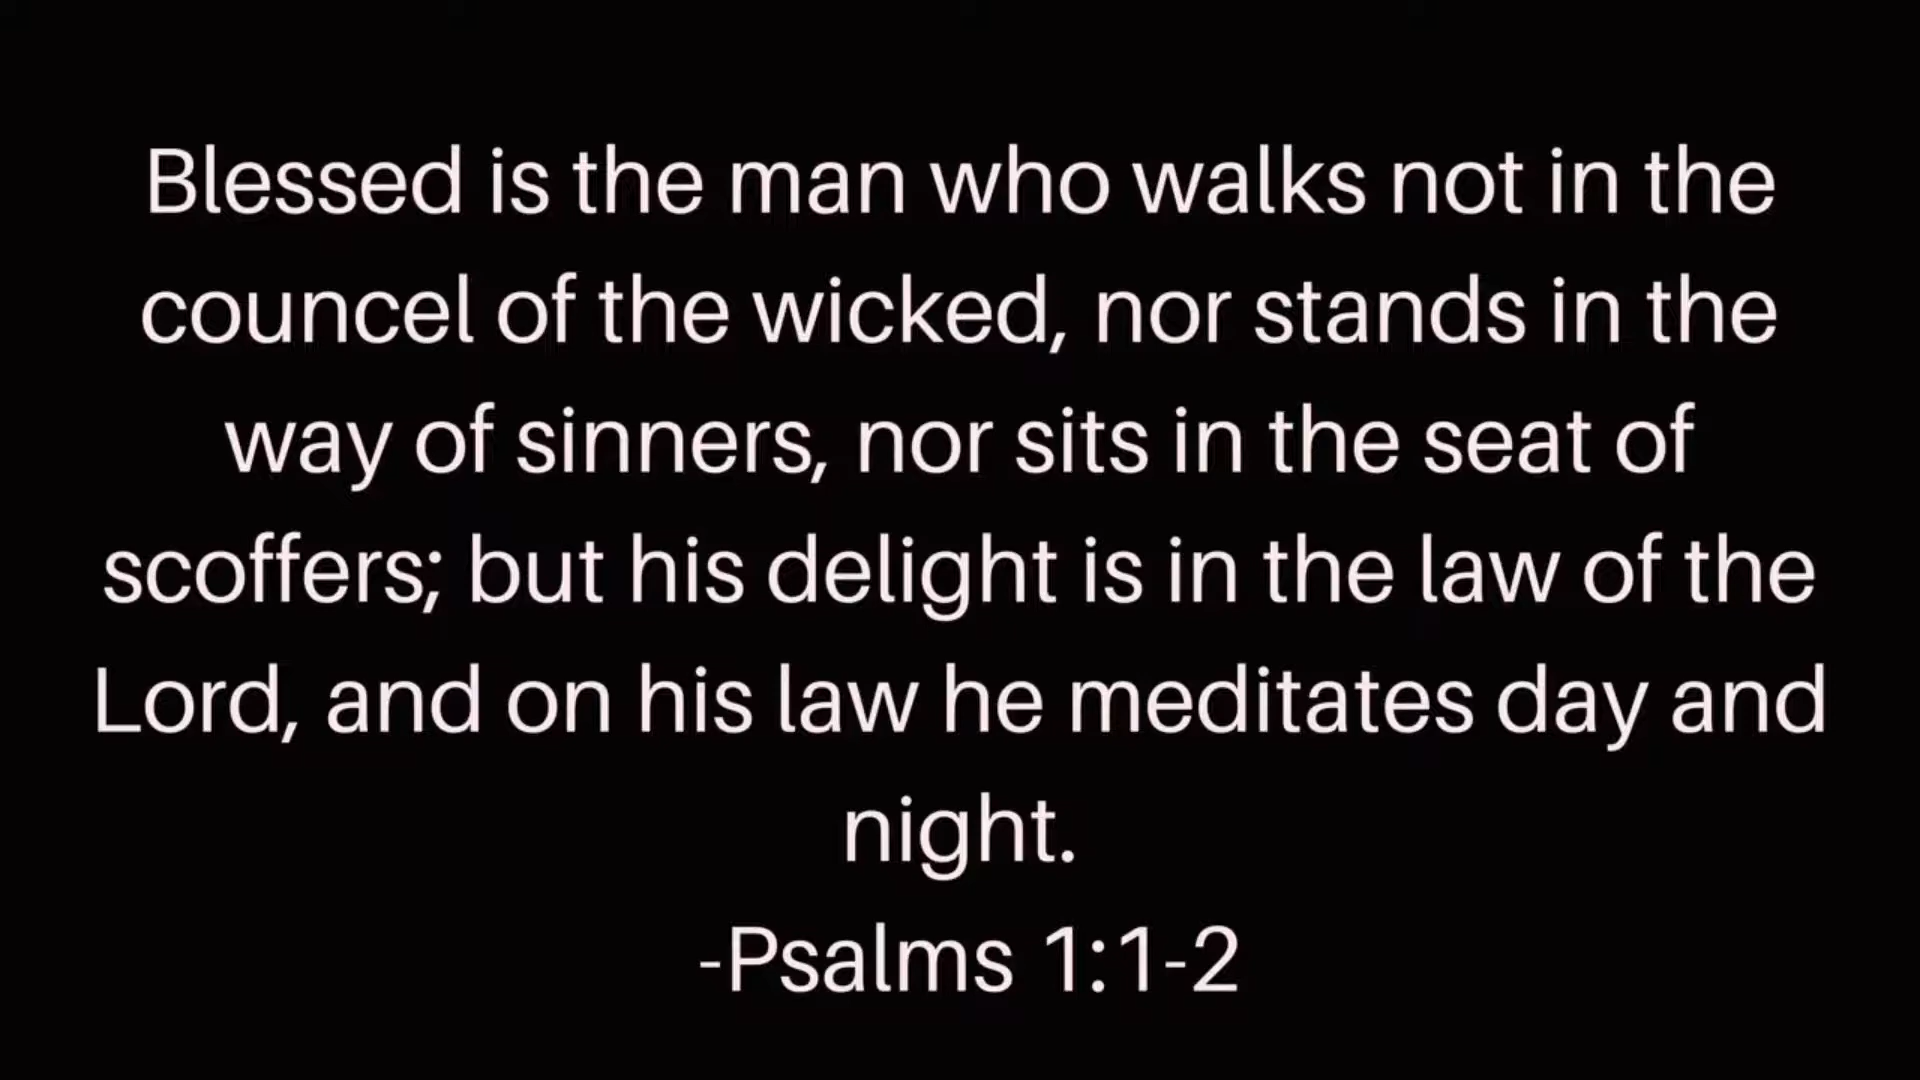 Blessed is the man who walks not in the
councel of the wicked, nor stands in the
way of sinners, nor sits in the seat of
scoffers; but his delight is in the law of the
Lord, and on his law he meditates day and
night.
-Psalms 1:1-2